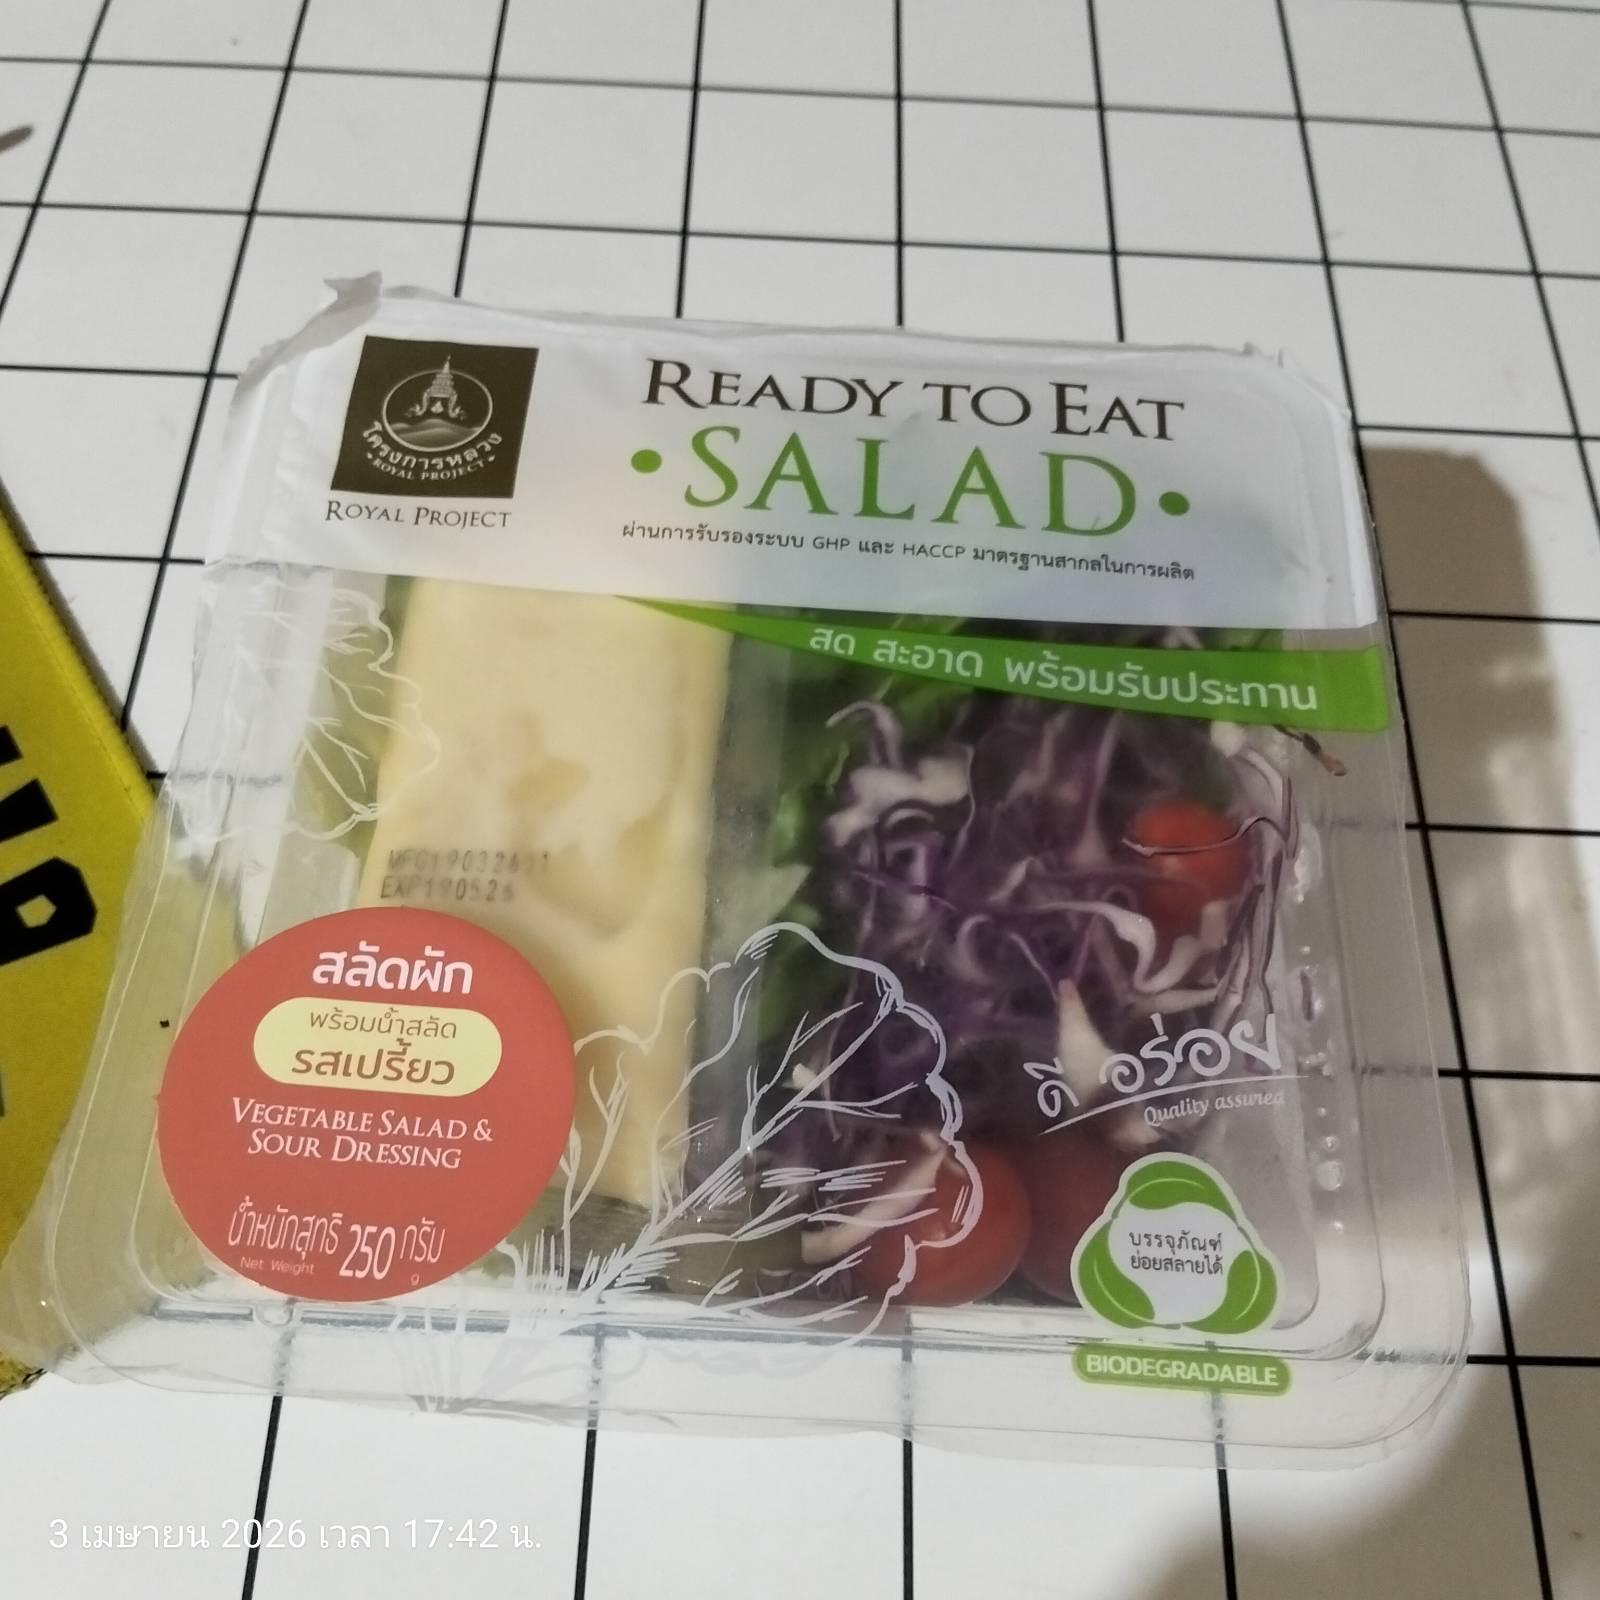 โครงการหลวง
ROYAL PROJECT
ROYAL PROJECT
READY TO EAT
SALAD
ผ่านการรับรองระบบ GHP และ HACCP มาตรฐานสากลในการผลิต
สด สะอาด พร้อมรับประทาน
EXP190526
สลัดผัก
พร้อมน้ำสลัด
รสเปรี้ยว
VEGETABLE SALAD &
SOUR DRESSING
น้ำหนักสุทธิ 250 กรัม
Net Weight g
ดี อร่อย
Quality assured
บรรจุภัณฑ์
ย่อยสลายได้
BIODEGRADABLE
3 เมษายน 2026 เวลา 17:42 น.